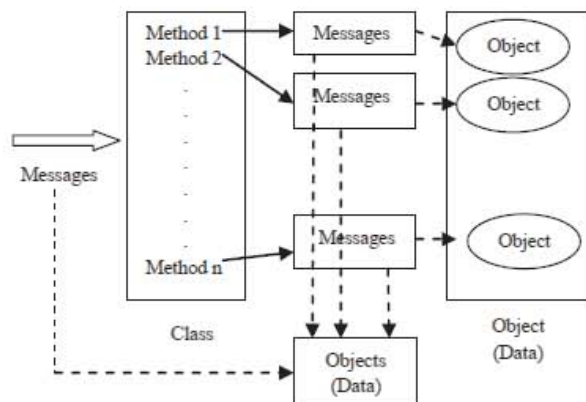 Method 1
Method 2
.
.
.
.
.
.
.
Method n
Messages
Messages
Messages
Messages
Object
Object
Object
Class
Objects
(Data)
Object
(Data)